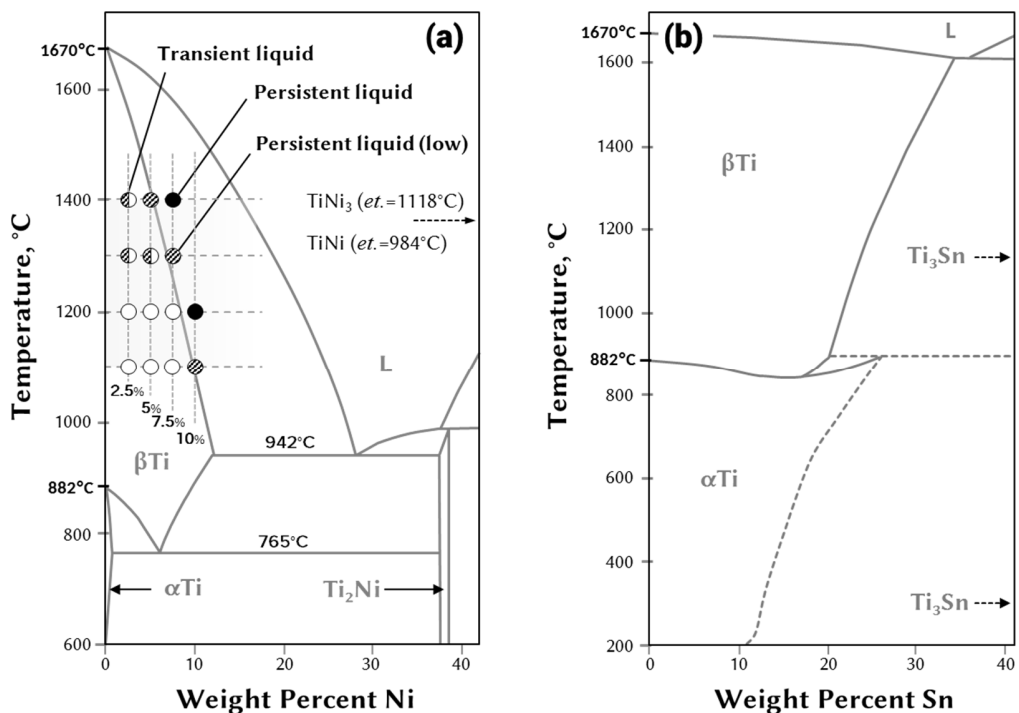 (a)
1670°C
Transient liquid
Persistent liquid
Persistent liquid (low)
1600
1400
1200
1000
882°C
800
600
Temperature, °C
TiNi₃ (et.=1118°C)
TiNi (et.=984°C)
L
2.5%
5%
7.5%
10%
βTi
942°C
765°C
αTi
Ti₂Ni
0
10
20
30
40
Weight Percent Ni
(b)
1670°C
L
1600
1400
1200
1000
882°C
800
600
400
200
Temperature, °C
βTi
Ti₃Sn
αTi
Ti₃Sn
0
10
20
30
40
Weight Percent Sn